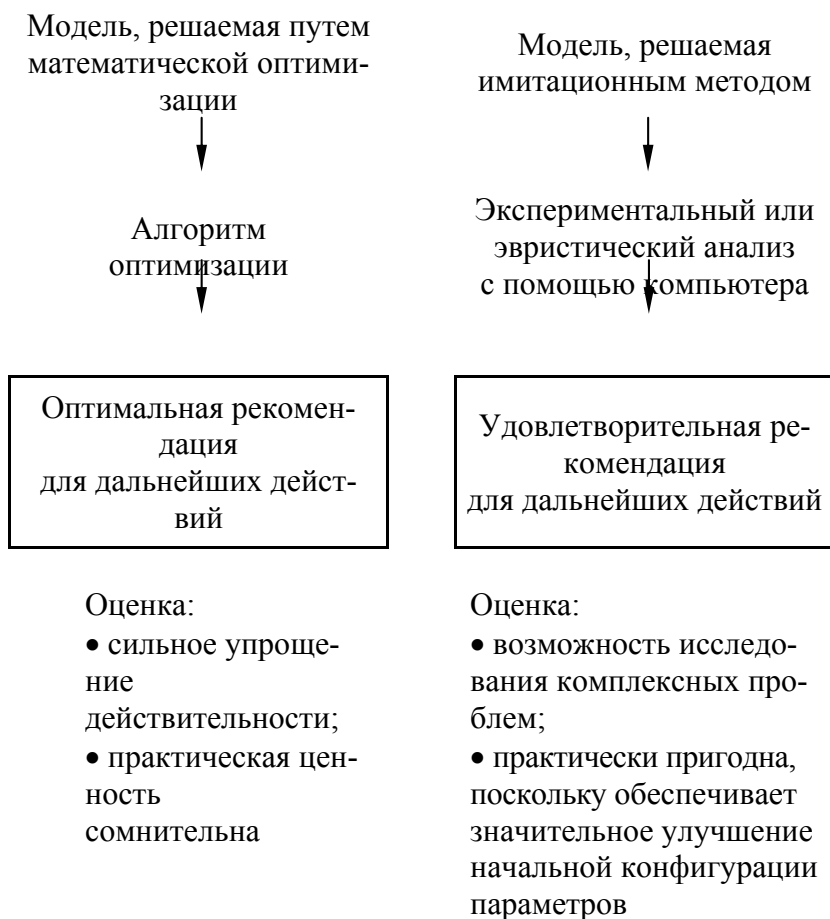 Модель, решаемая путем
математической оптими-
зации
Алгоритм
оптимизации
Оптимальная рекомен-
дация
для дальнейших дейст-
вий
Оценка:
• сильное упроще-
ние
действительности;
• практическая цен-
ность
сомнительна
Модель, решаемая
имитационным методом
Экспериментальный или
эвристический анализ
с помощью компьютера
Удовлетворительная ре-
комендация
для дальнейших действий
Оценка:
• возможность исследо-
вания комплексных про-
блем;
• практически пригодна,
поскольку обеспечивает
значительное улучшение
начальной конфигурации
параметров